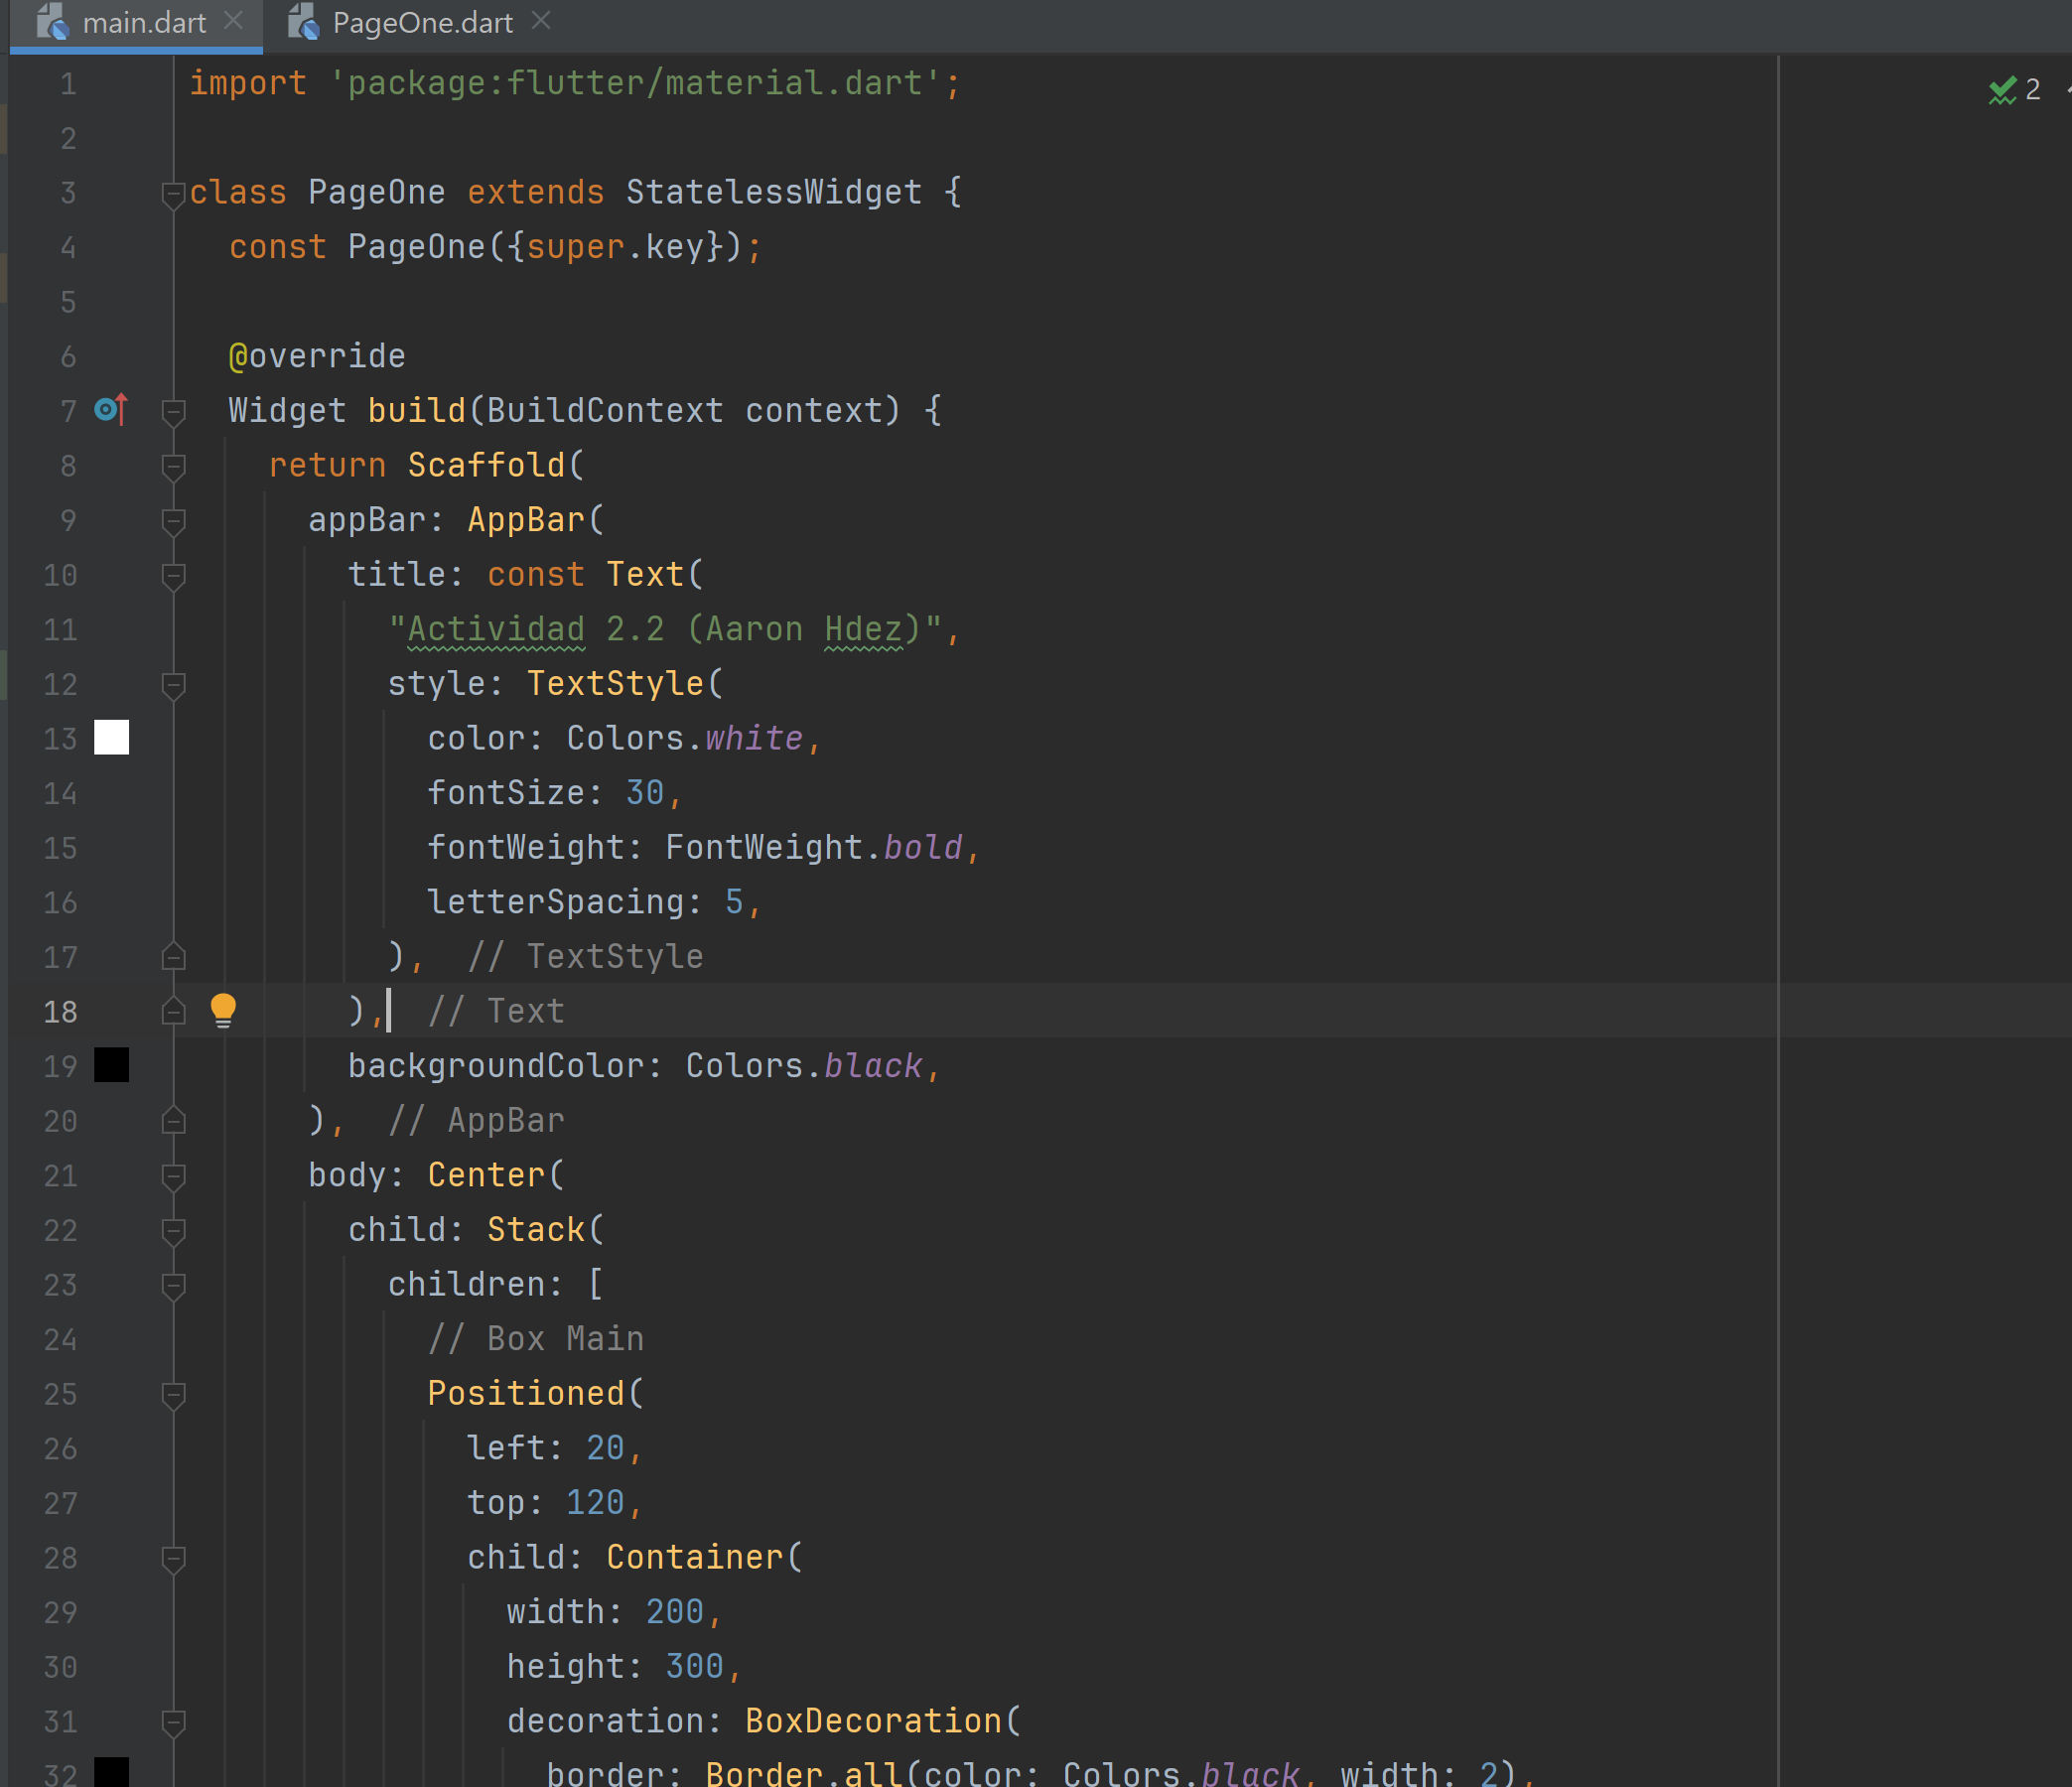 main.dart PageOne.dart
1 import 'package:flutter/material.dart'; 2
2
3 class PageOne extends StatelessWidget {
4 const PageOne({super.key});
5
6 @override
7 Widget build(BuildContext context) {
8 return Scaffold(
9 appBar: AppBar(
10 title: const Text(
11 "Actividad 2.2 (Aaron Hdez)",
12 style: TextStyle(
13 color: Colors.white,
14 fontSize: 30,
15 fontWeight: FontWeight.bold,
16 letterSpacing: 5,
17 ), // TextStyle
18 ), // Text
19 backgroundColor: Colors.black,
20 ), // AppBar
21 body: Center(
22 child: Stack(
23 children: [
24 // Box Main
25 Positioned(
26 left: 20,
27 top: 120,
28 child: Container(
29 width: 200,
30 height: 300,
31 decoration: BoxDecoration(
32 border: Border.all(color: Colors.black, width: 2),